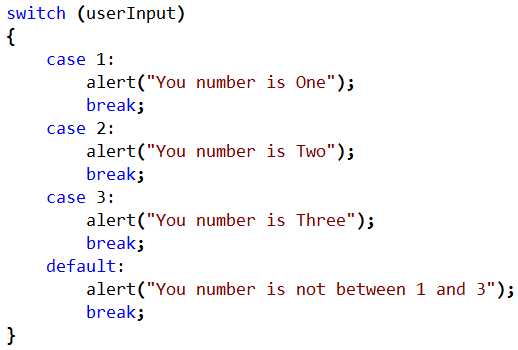 switch (userInput)
{
    case 1:
        alert("You number is One");
        break;
    case 2:
        alert("You number is Two");
        break;
    case 3:
        alert("You number is Three");
        break;
    default:
        alert("You number is not between 1 and 3");
        break;
}